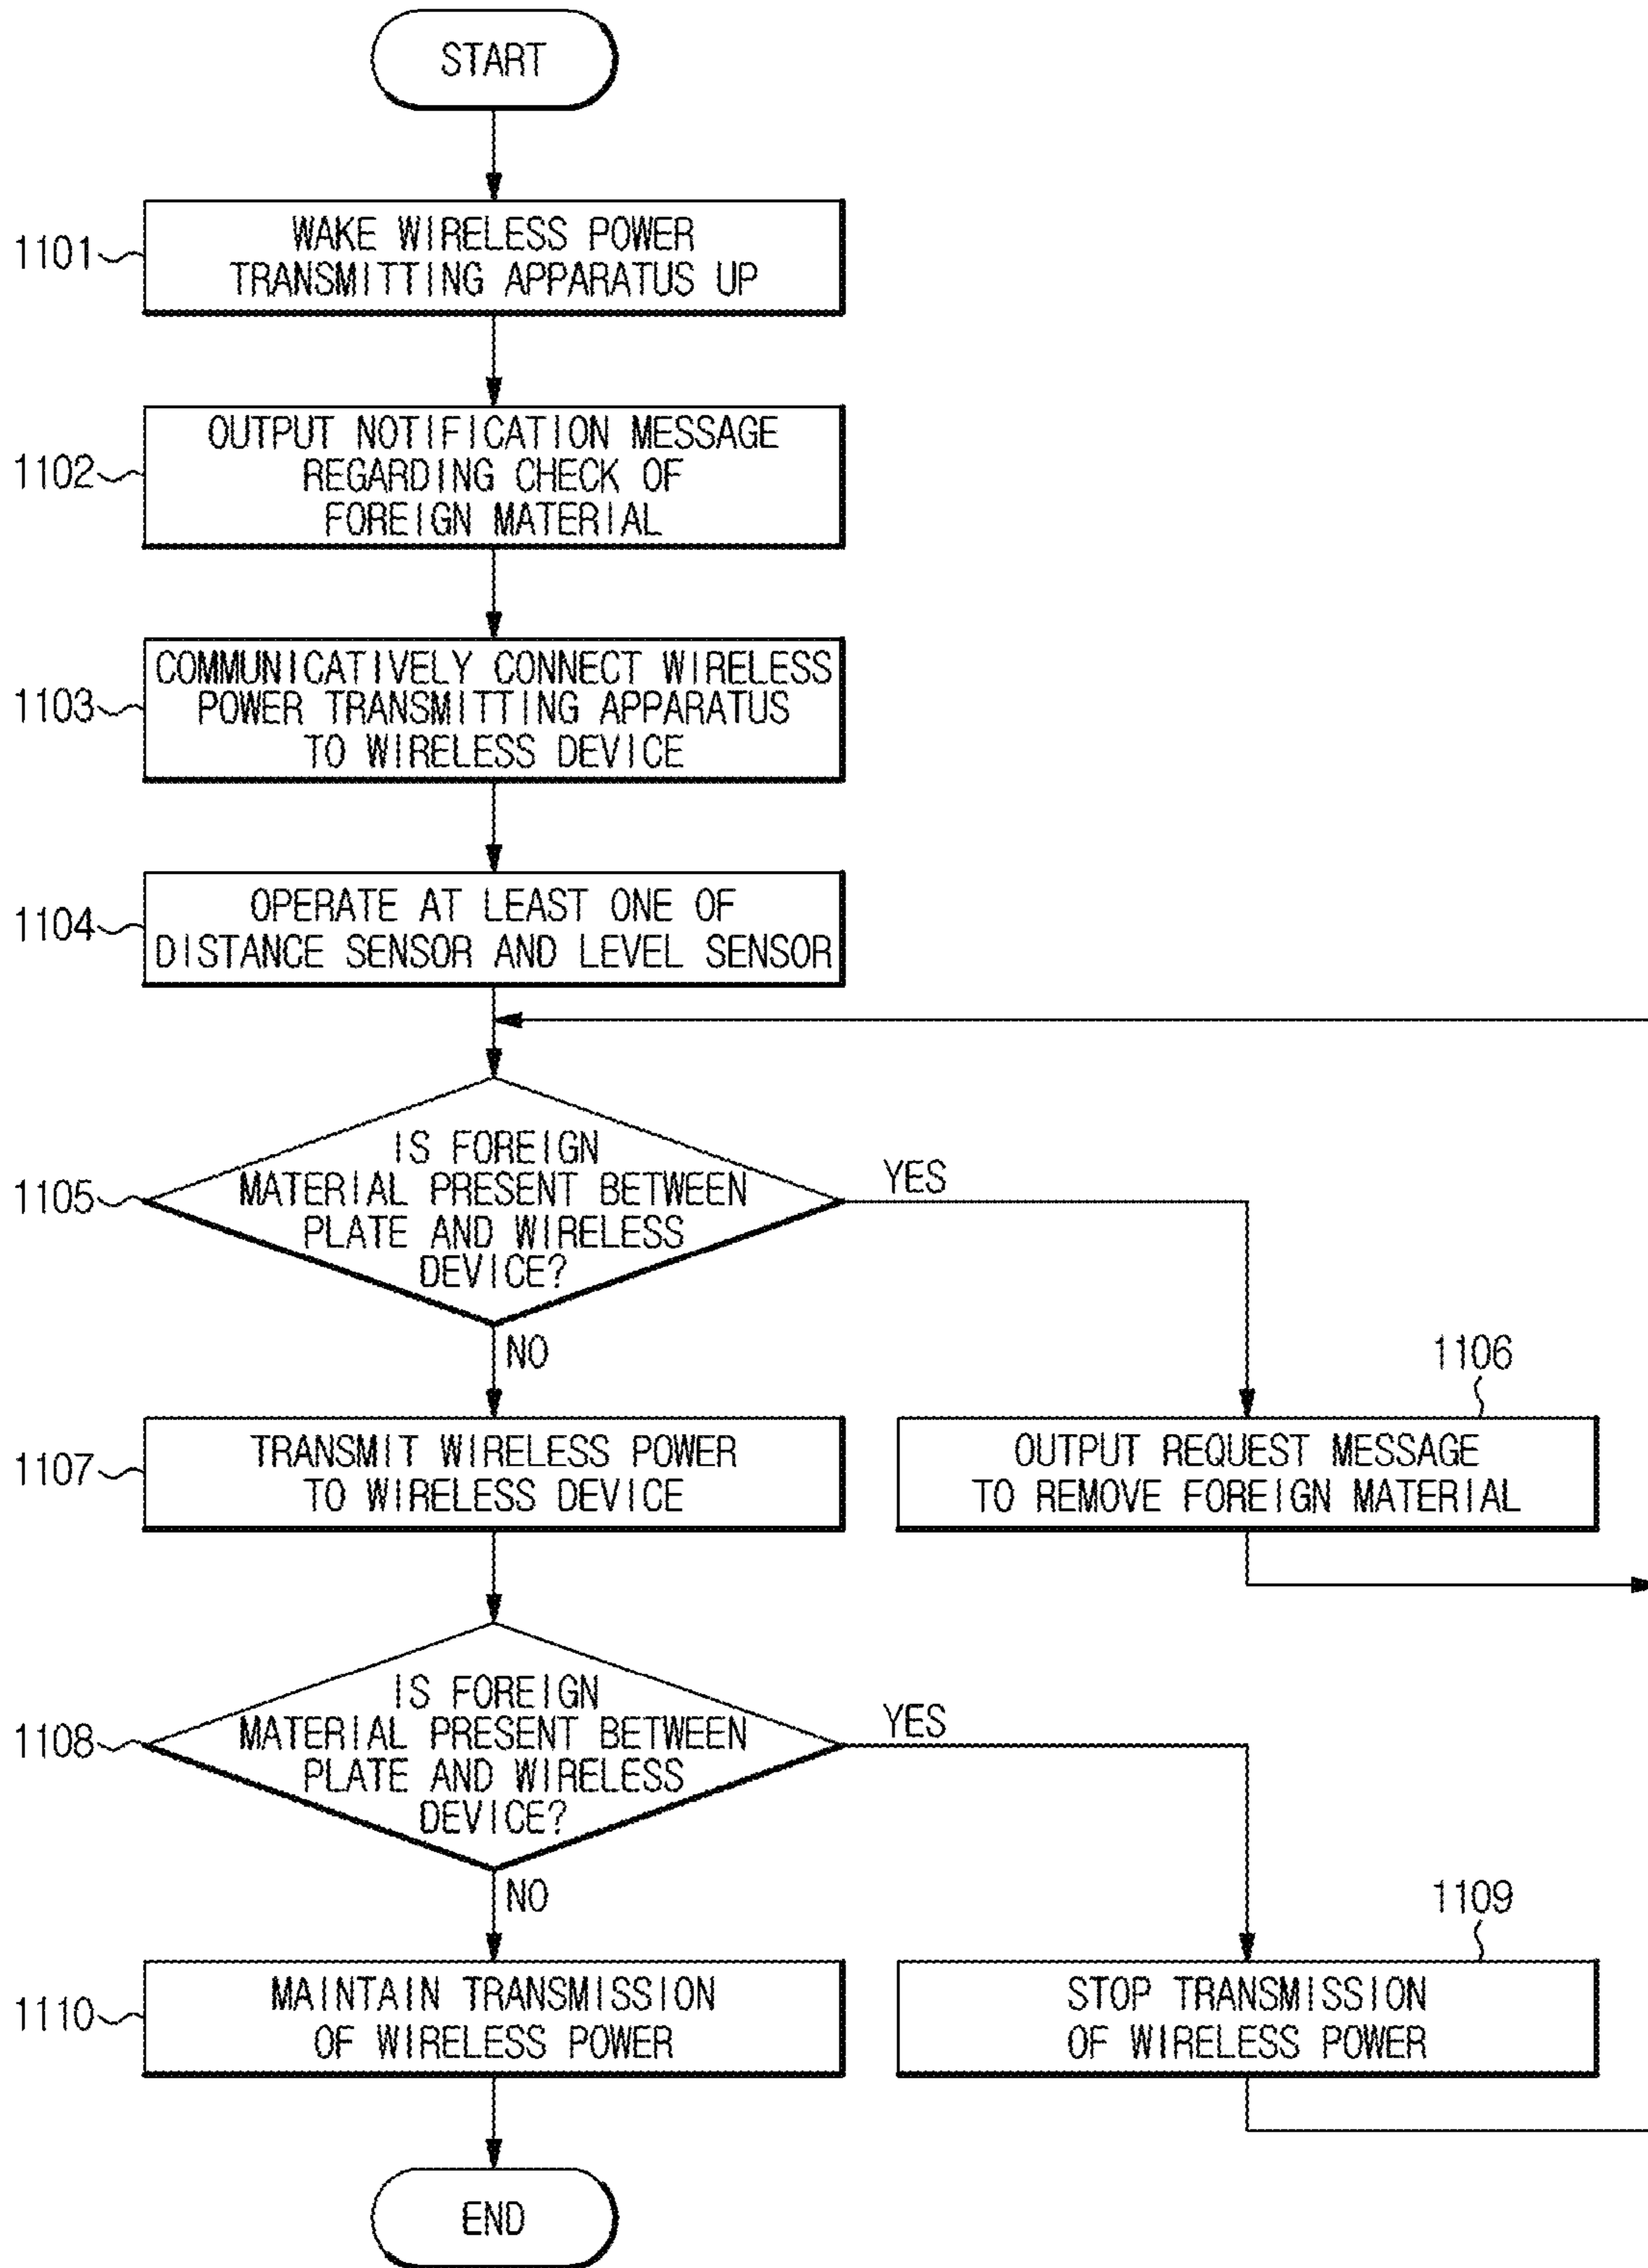 START
1101
WAKE WIRELESS POWER
TRANSMITTING APPARATUS UP
1102
OUTPUT NOTIFICATION MESSAGE
REGARDING CHECK OF
FOREIGN MATERIAL
1103
COMMUNICATIVELY CONNECT WIRELESS
POWER TRANSMITTING APPARATUS
TO WIRELESS DEVICE
1104
OPERATE AT LEAST ONE OF
DISTANCE SENSOR AND LEVEL SENSOR
1105
IS FOREIGN
MATERIAL PRESENT BETWEEN
PLATE AND WIRELESS
DEVICE?
YES
NO
1106
OUTPUT REQUEST MESSAGE
TO REMOVE FOREIGN MATERIAL
1107
TRANSMIT WIRELESS POWER
TO WIRELESS DEVICE
1108
IS FOREIGN
MATERIAL PRESENT BETWEEN
PLATE AND WIRELESS
DEVICE?
YES
NO
1109
STOP TRANSMISSION
OF WIRELESS POWER
1110
MAINTAIN TRANSMISSION
OF WIRELESS POWER
END